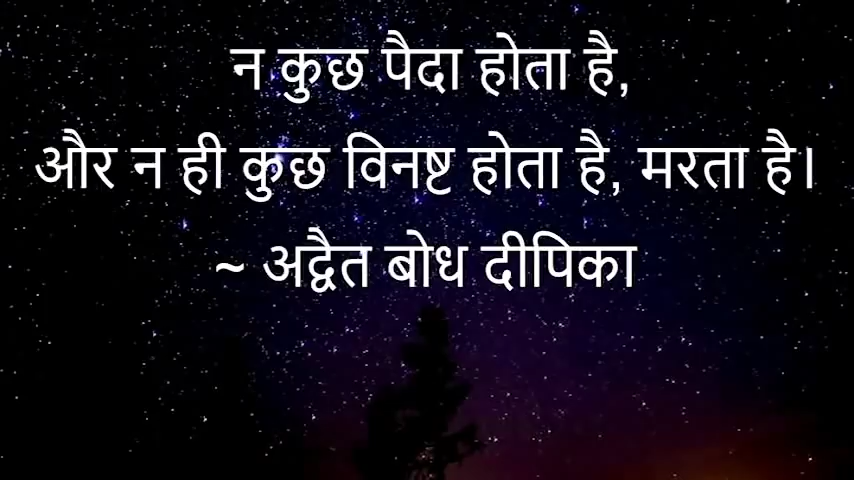 न कुछ पैदा होता है,
और न ही कुछ विनष्ट होता है, मरता है।
~ अद्वैत बोध दीपिका